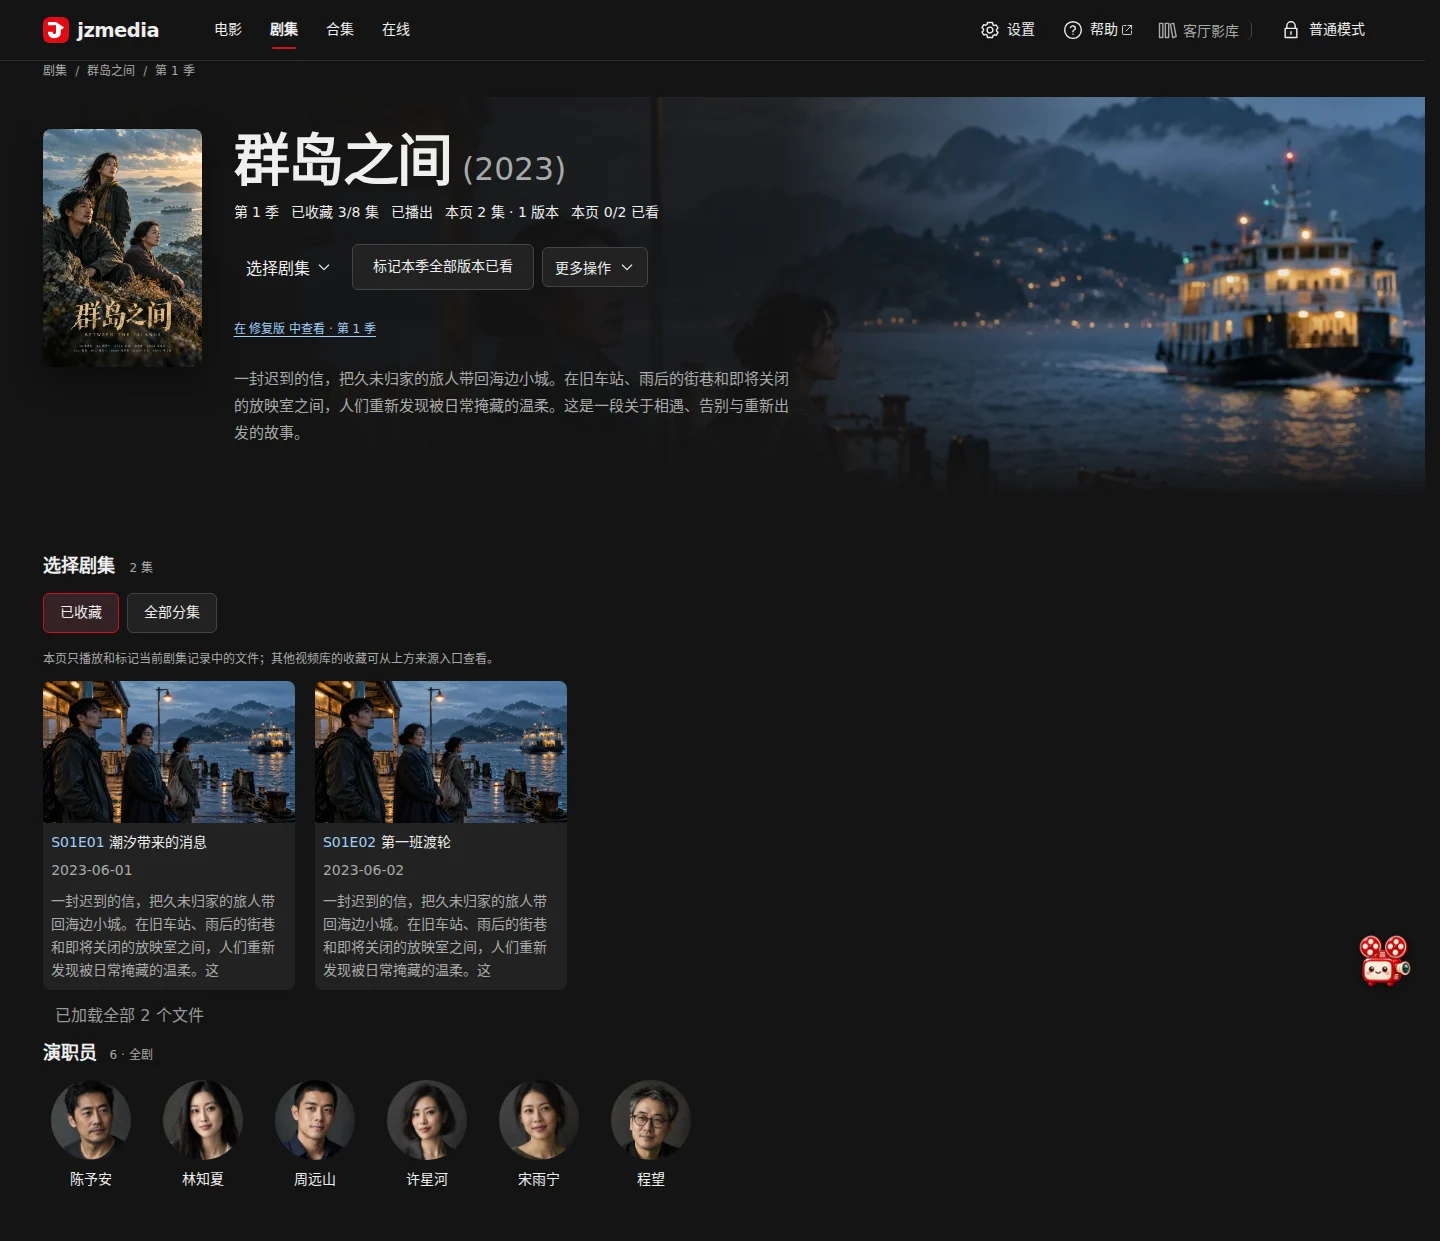 jzmedia 电影 剧集 合集 在线 设置 帮助 客厅影库 普通模式
剧集 / 群岛之间 / 第 1 季
群岛之间 (2023)
群岛之间
BETWEEN THE ISLANDS
第 1 季 已收藏 3/8 集 已播出 本页 2 集 · 1 版本 本页 0/2 已看
选择剧集 标记本季全部版本已看 更多操作
在 修复版 中查看 · 第 1 季
一封迟到的信，把久未归家的旅人带回海边小城。在旧车站、雨后的街巷和即将关闭
的放映室之间，人们重新发现被日常掩藏的温柔。这是一段关于相遇、告别与重新出
发的故事。
选择剧集 2 集
已收藏 全部分集
本页只播放和标记当前剧集记录中的文件；其他视频库的收藏可从上方来源入口查看。
S01E01 潮汐带来的消息
2023-06-01
一封迟到的信，把久未归家的旅人带
回海边小城。在旧车站、雨后的街巷
和即将关闭的放映室之间，人们重新
发现被日常掩藏的温柔。这
S01E02 第一班渡轮
2023-06-02
一封迟到的信，把久未归家的旅人带
回海边小城。在旧车站、雨后的街巷
和即将关闭的放映室之间，人们重新
发现被日常掩藏的温柔。这
已加载全部 2 个文件
演职员 6 · 全剧
陈予安 林知夏 周远山 许星河 宋雨宁 程望